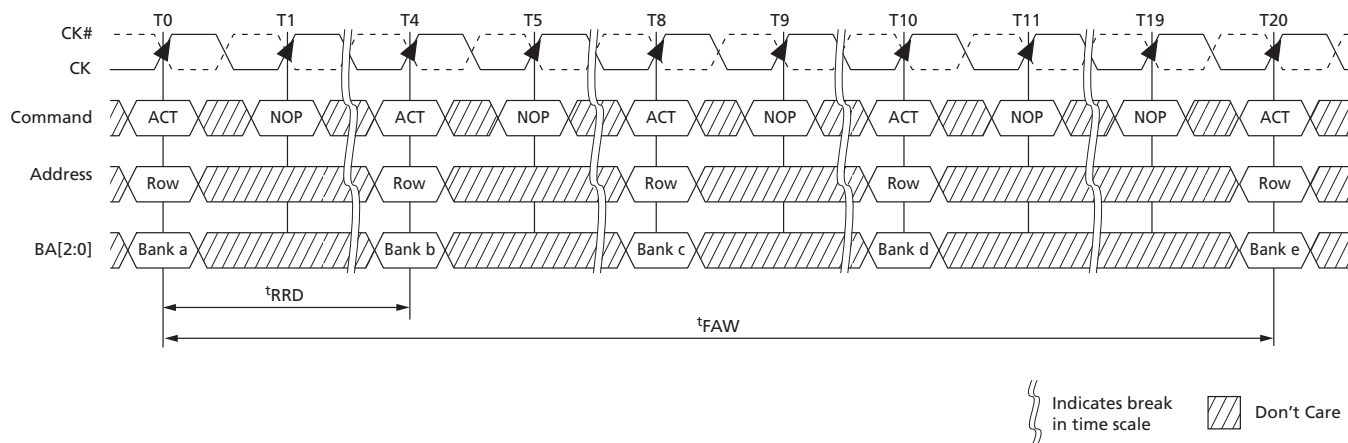 T0 T1 T4 T5 T8 T9 T10 T11 T19 T20
CK#
CK
Command ACT NOP ACT NOP ACT NOP ACT NOP NOP ACT
Address Row Row Row Row Row
BA[2:0] Bank a Bank b Bank c Bank d Bank e
tRRD
tFAW
Indicates break
in time scale
Don't Care